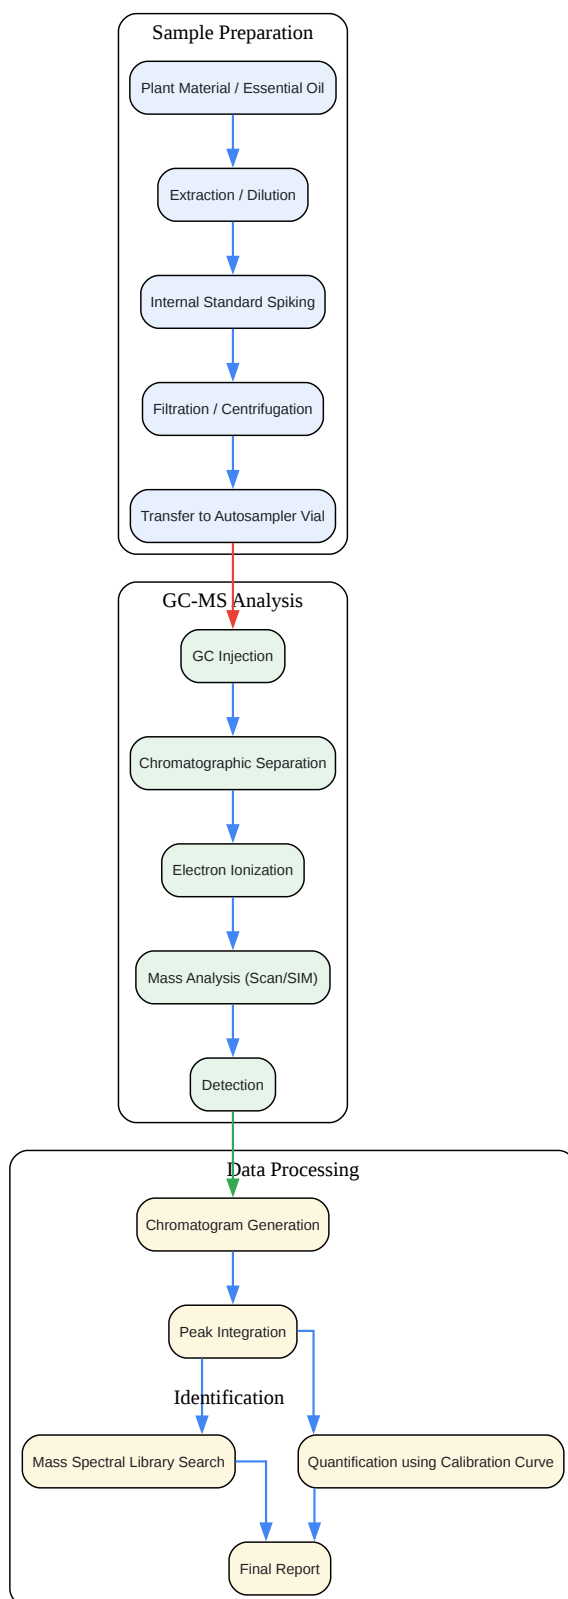 Sample Preparation
Plant Material / Essential Oil
Extraction / Dilution
Internal Standard Spiking
Filtration / Centrifugation
Transfer to Autosampler Vial
GC-MS Analysis
GC Injection
Chromatographic Separation
Electron Ionization
Mass Analysis (Scan/SIM)
Detection
Data Processing
Chromatogram Generation
Peak Integration
Identification
Mass Spectral Library Search
Quantification using Calibration Curve
Final Report